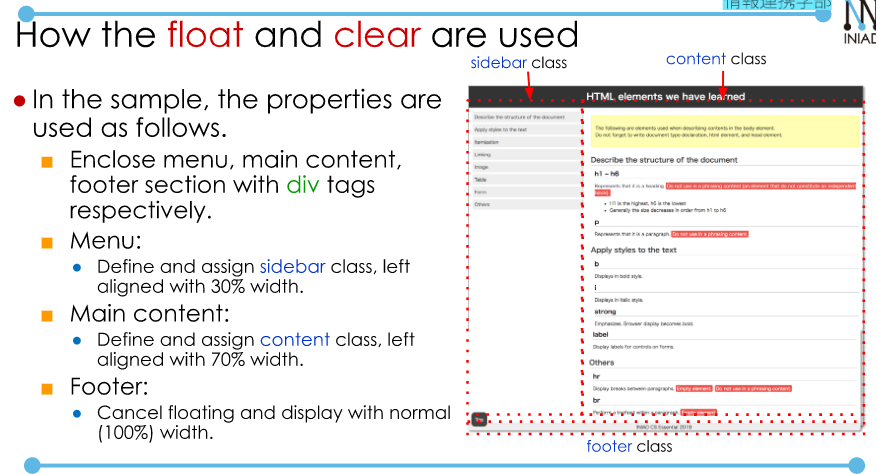 情報連携学部
INIAD
How the float and clear are used
In the sample, the properties are
used as follows.
Enclose menu, main content,
footer section with div tags
respectively.
Menu:
Define and assign sidebar class, left
aligned with 30% width.
Main content:
Define and assign content class, left
aligned with 70% width.
Footer:
Cancel floating and display with normal
(100%) width.
sidebar class
content class
HTML elements we have learned
Describe the structure of the document
Apply styles to the text
Itemization
Linking
Image
Table
Form
Others
The following are elements used when describing contents in the body element.
Do not forget to write document type declaration, html element, and head element.
Describe the structure of the document
h1 – h6
Represents that it is a heading. Do not use in a phrasing content (an element that do not constitute an independent
block).
h1 is the highest, h6 is the lowest
Generally the size decreases in order from h1 to h6
p
Represents that it is a paragraph. Do not use in a phrasing content.
Apply styles to the text
b
Displays in bold style.
i
Displays in italic style.
strong
Emphasizes. Browser display becomes bold.
label
Display labels for controls on forms.
Others
hr
Display breaks between paragraphs. Empty element. Do not use in a phrasing content.
br
Perform a linefeed within a paragraph. Empty element.
Top
INIAD CS Essential 2018
footer class